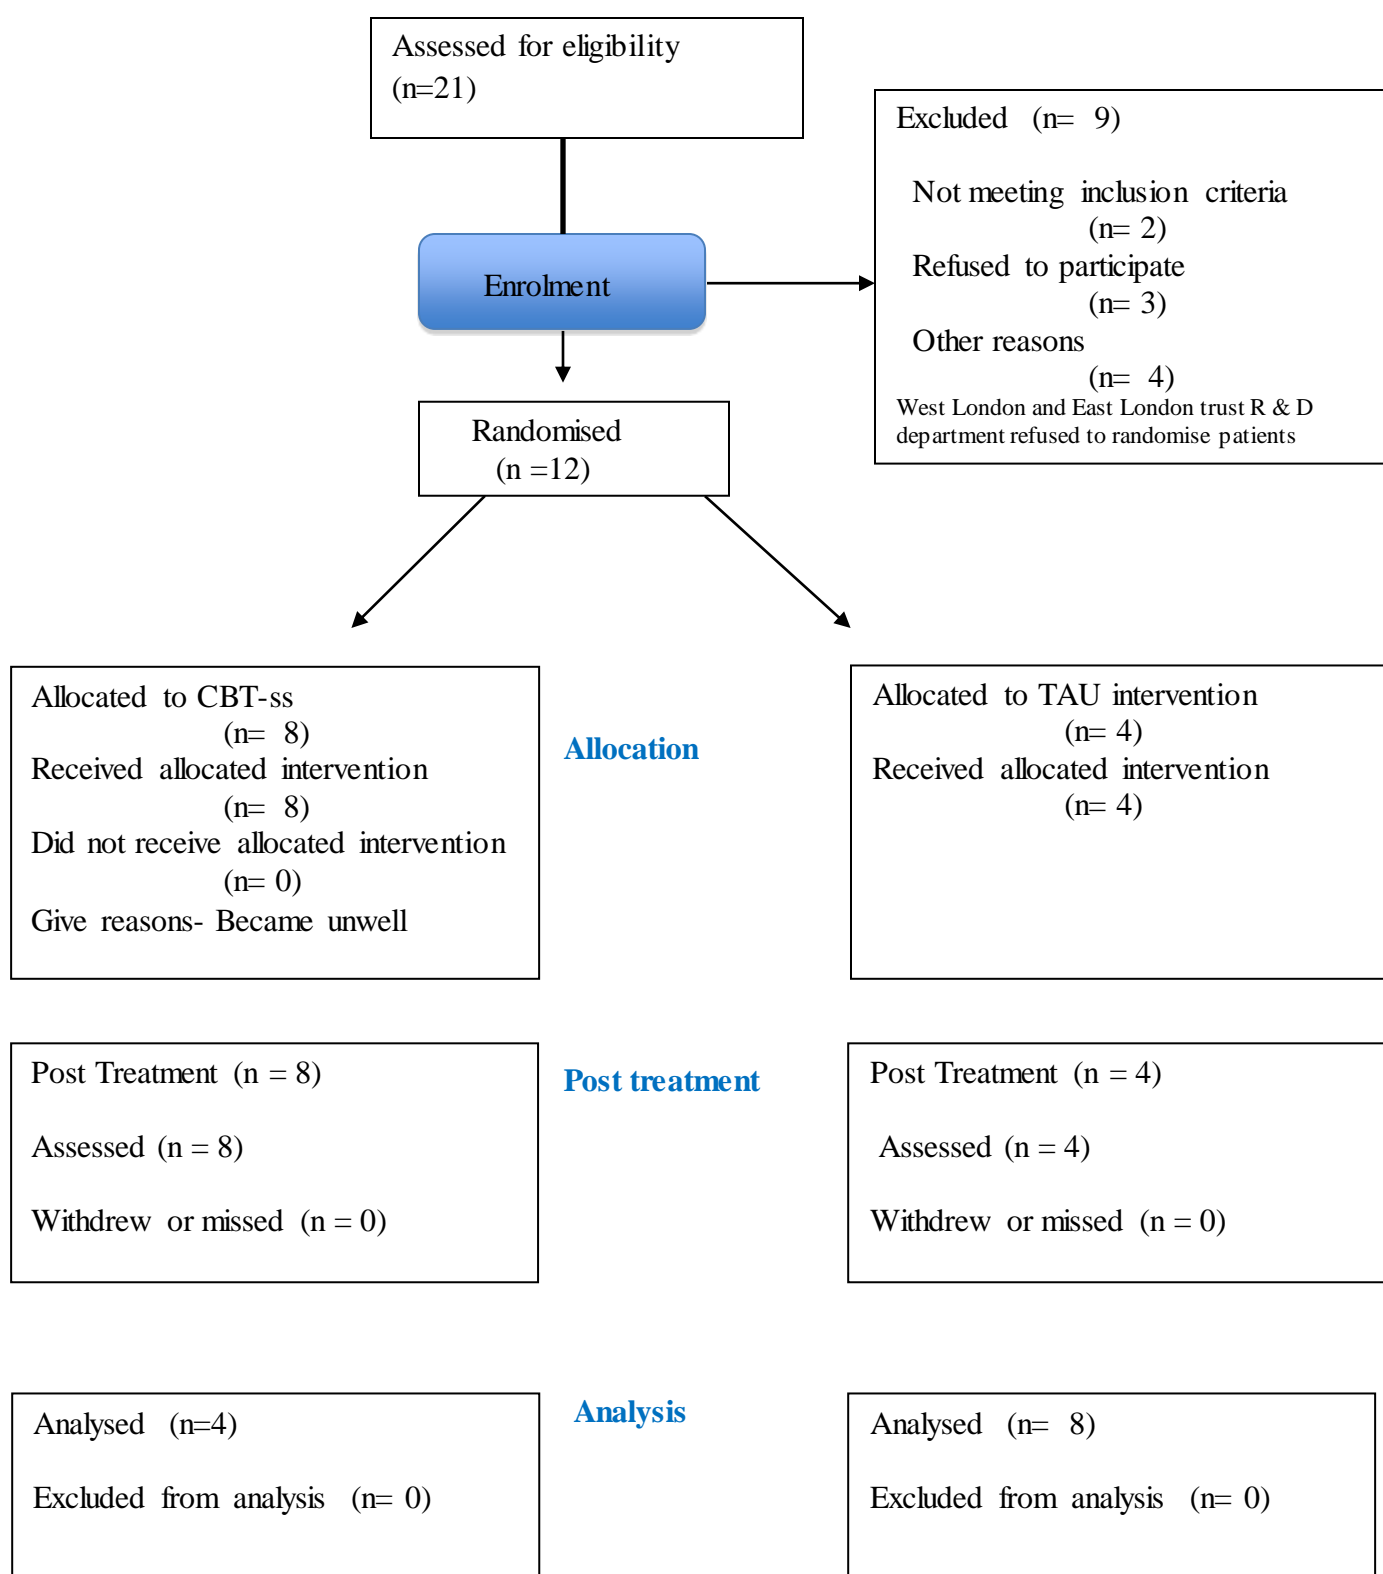 Assessed for eligibility
(n=21)
Excluded (n= 9)
Not meeting inclusion criteria
(n= 2)
Refused to participate
(n= 3)
Other reasons
(n= 4)
West London and East London trust R & D
department refused to randomise patients
Enrolment
Randomised
(n =12)
Allocated to CBT-ss
(n= 8)
Received allocated intervention
(n= 8)
Did not receive allocated intervention
(n= 0)
Give reasons- Became unwell
Allocation
Allocated to TAU intervention
(n= 4)
Received allocated intervention
(n= 4)
Post Treatment (n = 8)
Assessed (n = 8)
Withdrew or missed (n = 0)
Post treatment
Post Treatment (n = 4)
Assessed (n = 4)
Withdrew or missed (n = 0)
Analysed (n=4)
Excluded from analysis (n= 0)
Analysis
Analysed (n= 8)
Excluded from analysis (n= 0)